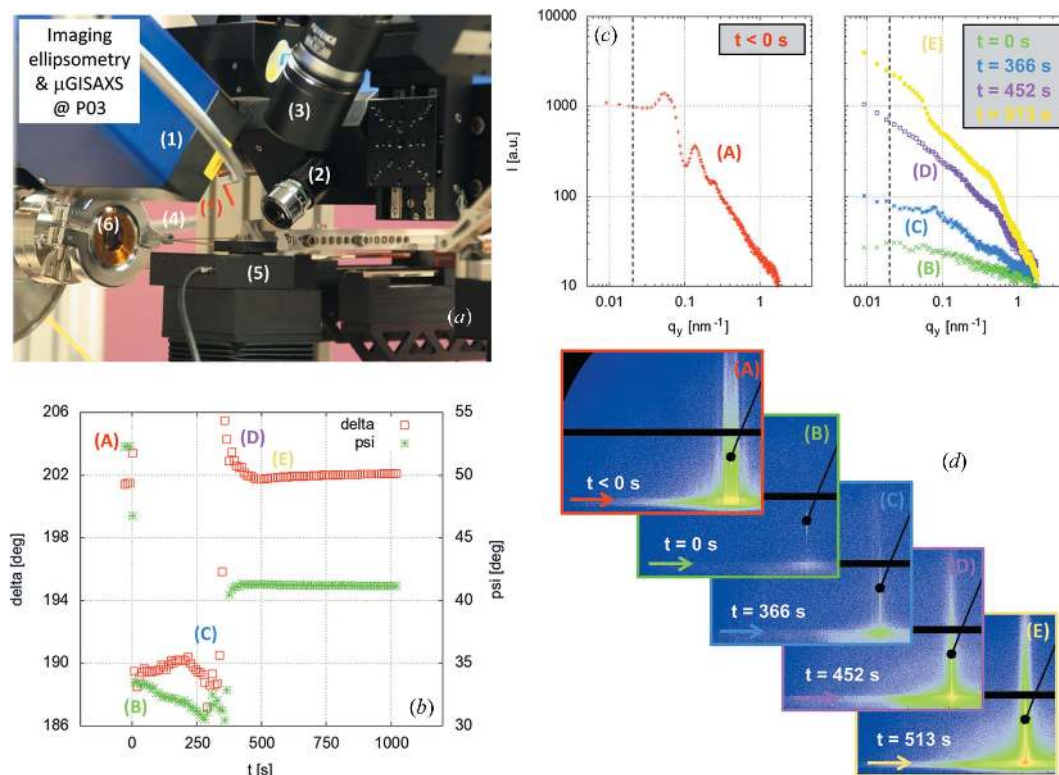 (a)
Imaging
ellipsometry
& µGISAXS
@ P03
(1)
(2)
(3)
(4)
(5)
(6)
(c)
10000
1000
100
10
I [a.u.]
t < 0 s
(A)
0.01
0.1
1
q_y [nm⁻¹]
(E)
(D)
(C)
(B)
t = 0 s
t = 366 s
t = 452 s
0.01
0.1
1
q_y [nm⁻¹]
206
202
198
194
190
186
delta [deg]
55
50
45
40
35
30
psi [deg]
delta
psi
(A)
(B)
(C)
(D)
(E)
(b)
0
250
500
750
1000
t [s]
(d)
(A)
t < 0 s
(B)
t = 0 s
(C)
t = 366 s
(D)
t = 452 s
(E)
t = 513 s